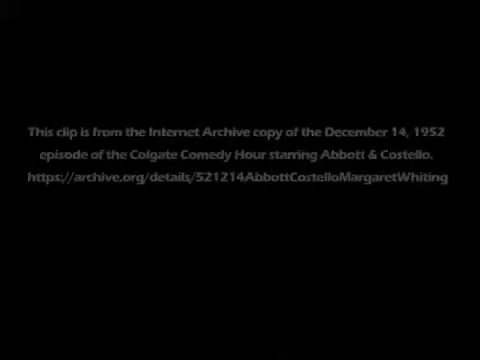 This clip is from the Internet Archive copy of the December 14, 1952
episode of the Colgate Comedy Hour starring Abbott & Costello.
https://archive.org/details/521214AbbottCostelloMargaretWhiting